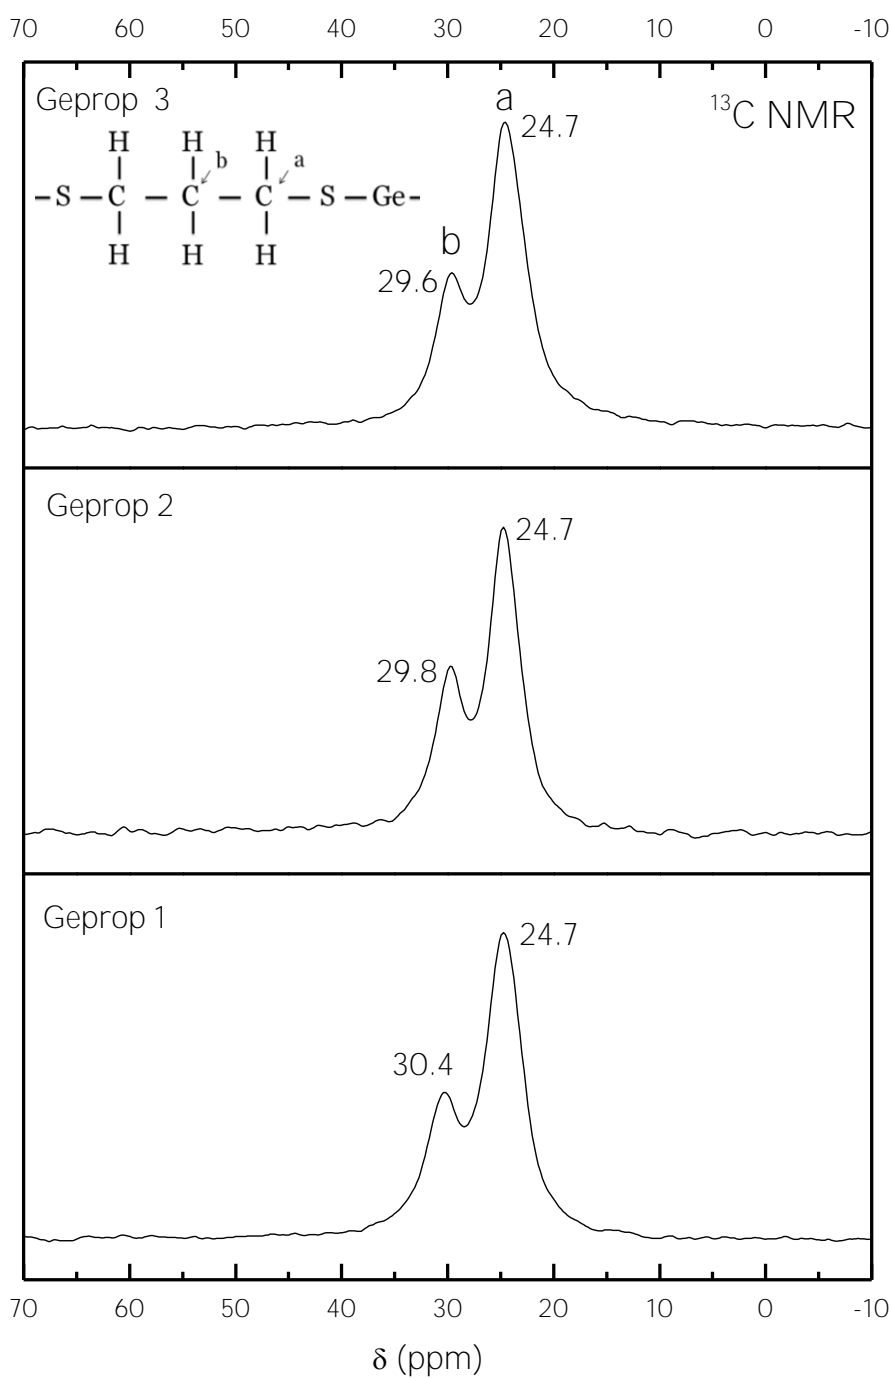 70 60 50 40 30 20 10 0 -10
Geprop 3
a
24.7
¹³C NMR
H H H
b a
–S – C – C – C – S – Ge-
H H H
b
29.6
Geprop 2
24.7
29.8
Geprop 1
24.7
30.4
70 60 50 40 30 20 10 0 -10
δ (ppm)